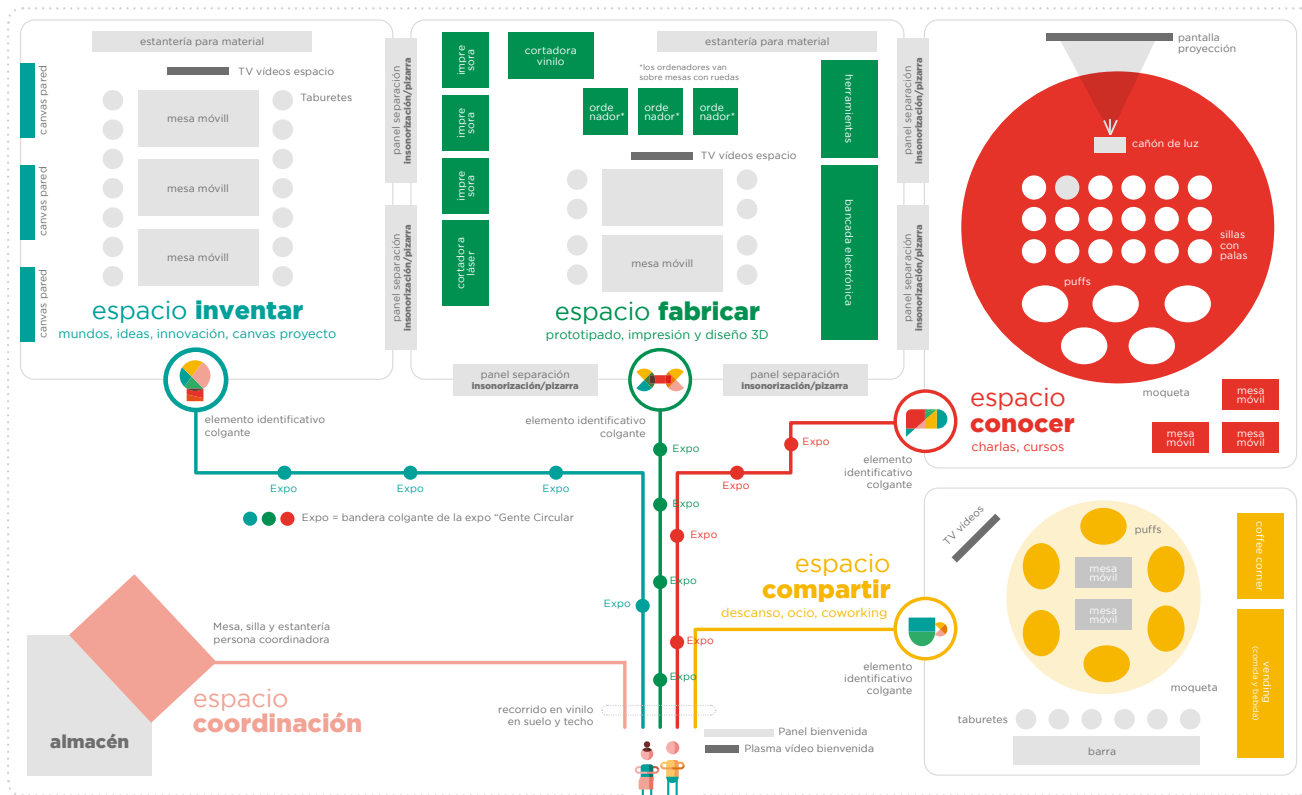 estantería para material
TV vídeos espacio
Taburetes
canvas pared
canvas pared
canvas pared
mesa móvill
mesa móvill
mesa móvill
espacio inventar
mundos, ideas, innovación, canvas proyecto
panel separación
insonorización/pizarra
panel separación
insonorización/pizarra
impre
sora
impre
sora
impre
sora
cortadora
láser
cortadora
vinilo
estantería para material
*los ordenadores van
sobre mesas con ruedas
orde
nador*
orde
nador*
orde
nador*
TV vídeos espacio
mesa móvill
herramientas
bancada electrónica
espacio fabricar
prototipado, impresión y diseño 3D
panel separación
insonorización/pizarra
panel separación
insonorización/pizarra
panel separación
insonorización/pizarra
panel separación
insonorización/pizarra
pantalla
proyección
cañón de luz
sillas
con
palas
puffs
moqueta
mesa
móvil
mesa
móvil
mesa
móvil
espacio
conocer
charlas, cursos
elemento
identificativo
colgante
elemento identificativo
colgante
elemento identificativo
colgante
Expo
Expo
Expo
Expo
Expo
Expo
Expo
Expo
Expo
Expo
Expo
Expo
Expo = bandera colgante de la expo “Gente Circular
espacio
compartir
descanso, ocio, coworking
elemento
identificativo
colgante
TV vídeos
puffs
mesa
móvil
mesa
móvil
coffee corner
vending
(comida y bebida)
moqueta
taburetes
barra
Mesa, silla y estantería
persona coordinadora
espacio
coordinación
almacén
recorrido en vinilo
en suelo y techo
Panel bienvenida
Plasma vídeo bienvenida